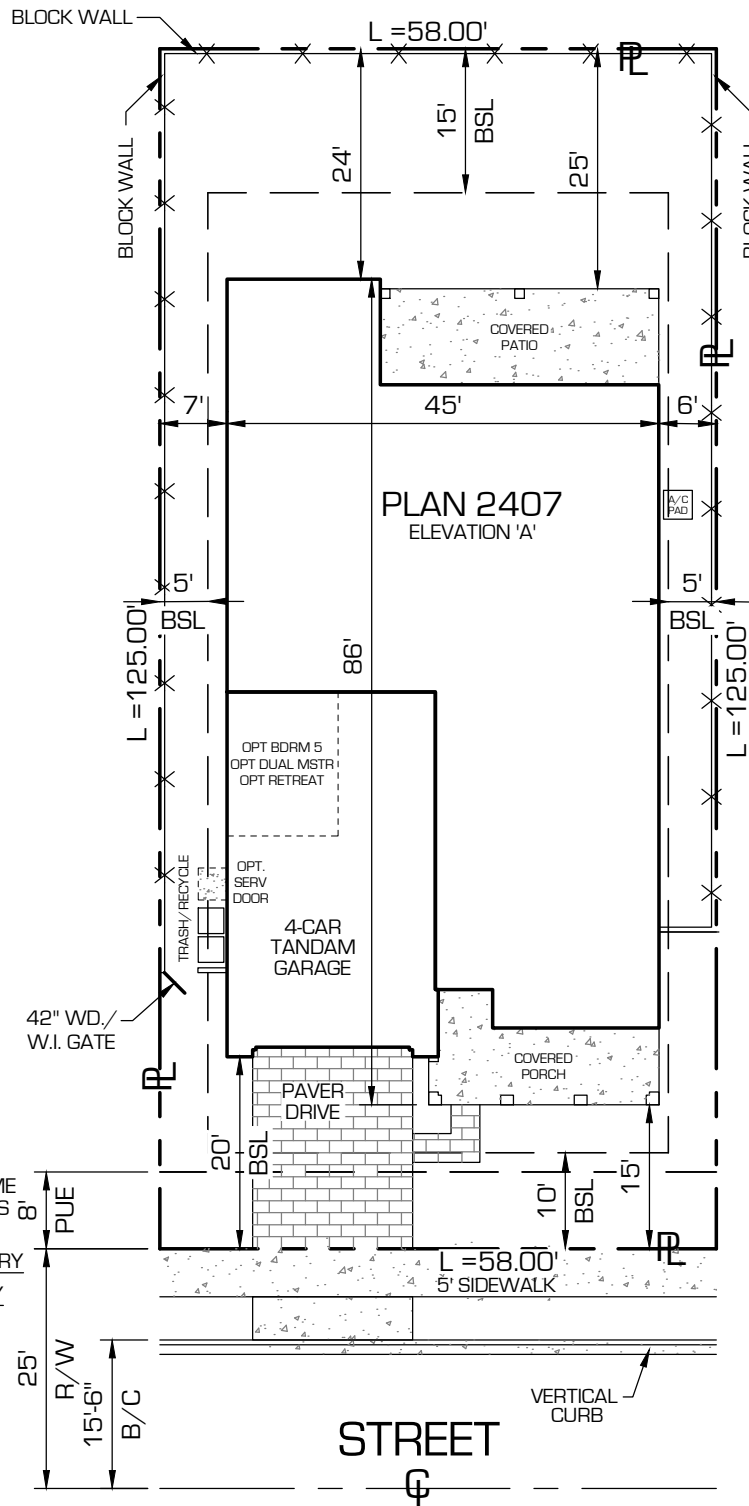 BLOCK WALL
L =58.00'
PL
BLOCK WALL
24'
15'
BSL
25'
COVERED
PATIO
PL
7'
45'
6'
PLAN 2407
ELEVATION 'A'
A/C
PAD
5'
BSL
5'
BSL
L =125.00'
L =125.00'
86'
OPT BDRM 5
OPT DUAL MSTR
OPT RETREAT
TRASH/RECYCLE
OPT.
SERV
DOOR
4-CAR
TANDAM
GARAGE
42" WD./
W.I. GATE
PL
PAVER
DRIVE
COVERED
PORCH
20'
BSL
10'
BSL
15'
8'
PUE
PL
L =58.00'
5' SIDEWALK
25'
R/W
15'-6"
B/C
VERTICAL
CURB
STREET
CL